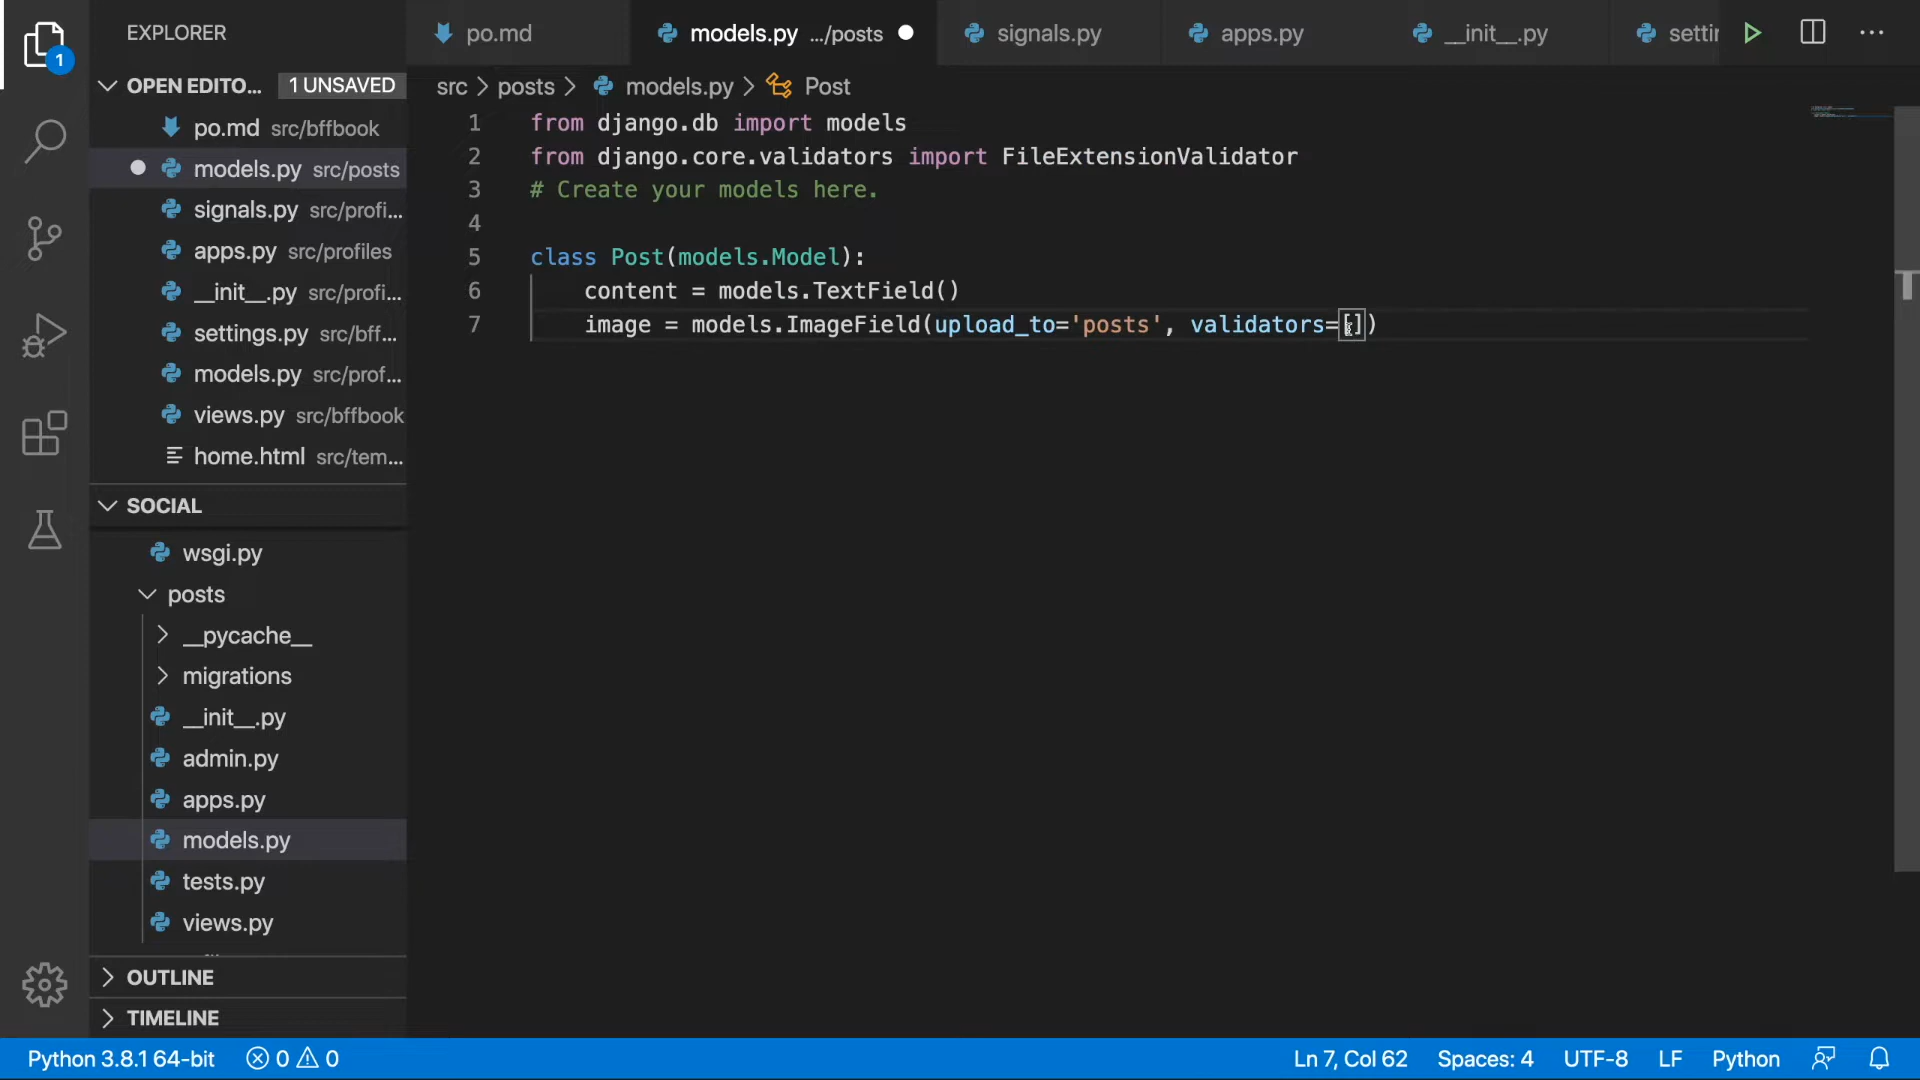 EXPLORER
OPEN EDITO... 1 UNSAVED
po.md src/bffbook
models.py src/posts
signals.py src/profi...
apps.py src/profiles
__init__.py src/profi...
settings.py src/bff...
models.py src/prof...
views.py src/bffbook
home.html src/tem...
SOCIAL
wsgi.py
posts
__pycache__
migrations
__init__.py
admin.py
apps.py
models.py
tests.py
views.py
OUTLINE
TIMELINE
1
po.md models.py .../posts signals.py apps.py __init__.py settin
src > posts > models.py > Post
1 from django.db import models
2 from django.core.validators import FileExtensionValidator
3 # Create your models here.
4
5 class Post(models.Model):
6 content = models.TextField()
7 image = models.ImageField(upload_to='posts', validators=[])
Python 3.8.1 64-bit 0 0 Ln 7, Col 62 Spaces: 4 UTF-8 LF Python